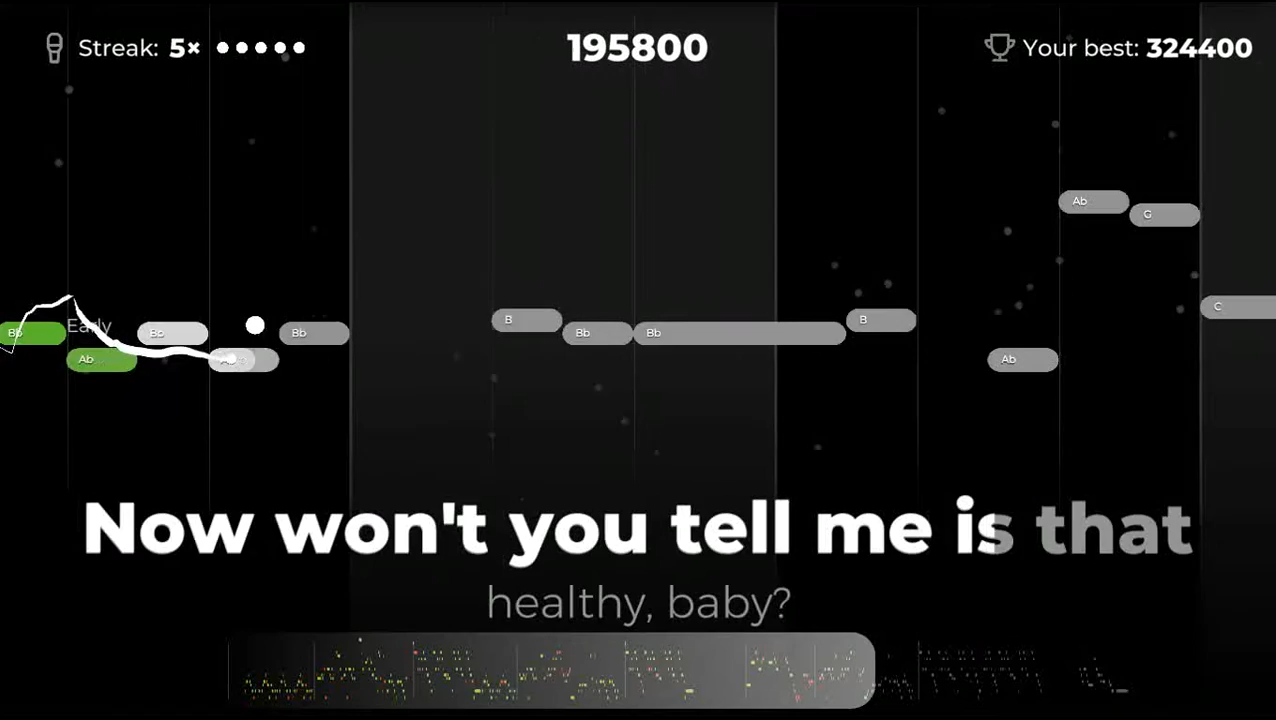 Streak: 5×
195800
Your best: 324400
Ab
G
C
B
B
Early
Bb
Bb
Bb
Bb
Bb
Ab
Ab
Now won't you tell me is that
healthy, baby?